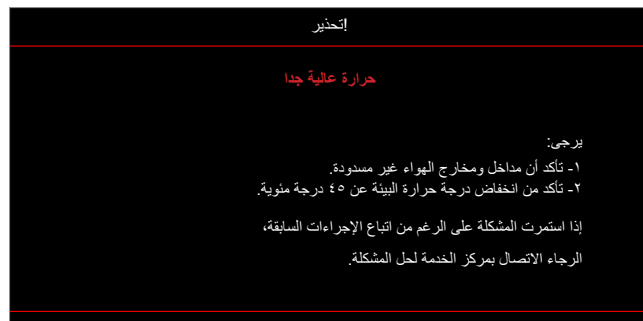 تحذير!
حرارة عالية جدا
يرجى:
١- تأكد أن مداخل ومخارج الهواء غير مسدودة.
٢- تأكد من انخفاض درجة حرارة البيئة عن ٤٥ درجة مئوية.
إذا استمرت المشكلة على الرغم من اتباع الإجراءات السابقة،
الرجاء الاتصال بمركز الخدمة لحل المشكلة.